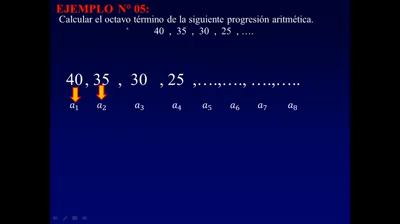 EJEMPLO N° 05:
Calcular el octavo término de la siguiente progresión aritmética.
40 , 35 , 30 , 25 , ….
40 , 35 , 30 , 25 ,….,…., ….,…..
a₁ a₂ a₃ a₄ a₅ a₆ a₇ a₈